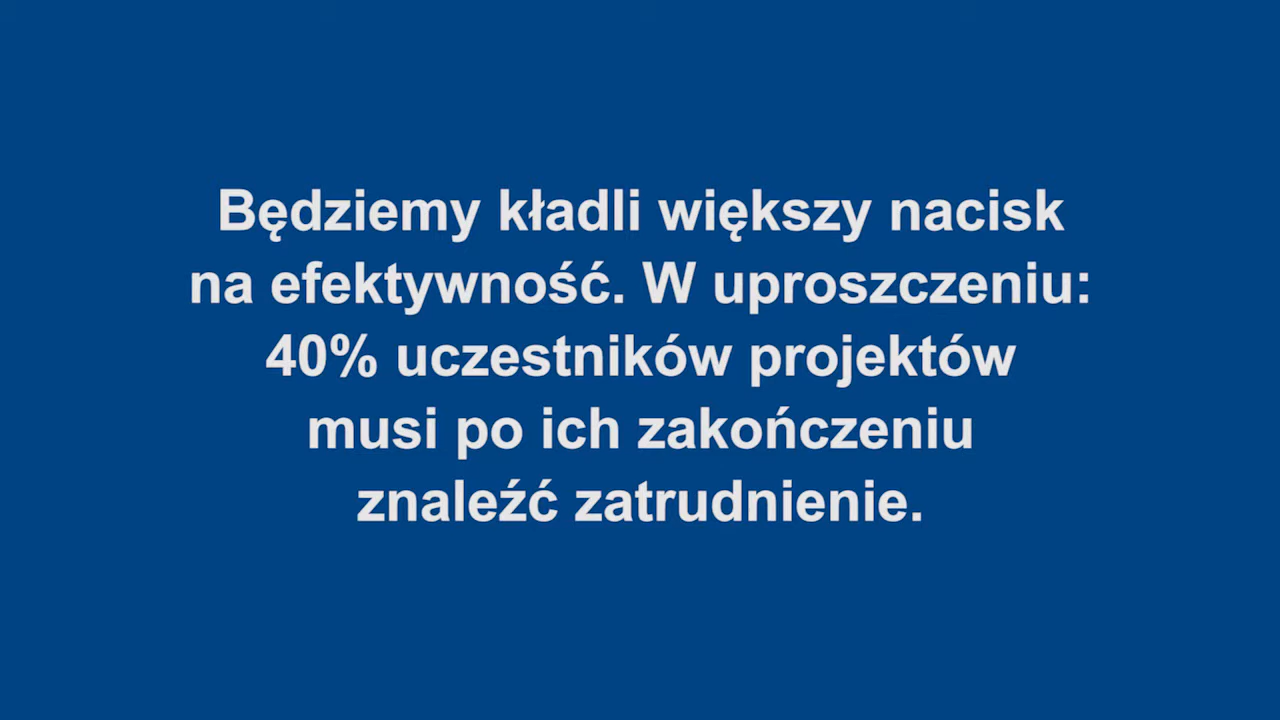 Będziemy kładli większy nacisk
na efektywność. W uproszczeniu:
40% uczestników projektów
musi po ich zakończeniu
znaleźć zatrudnienie.